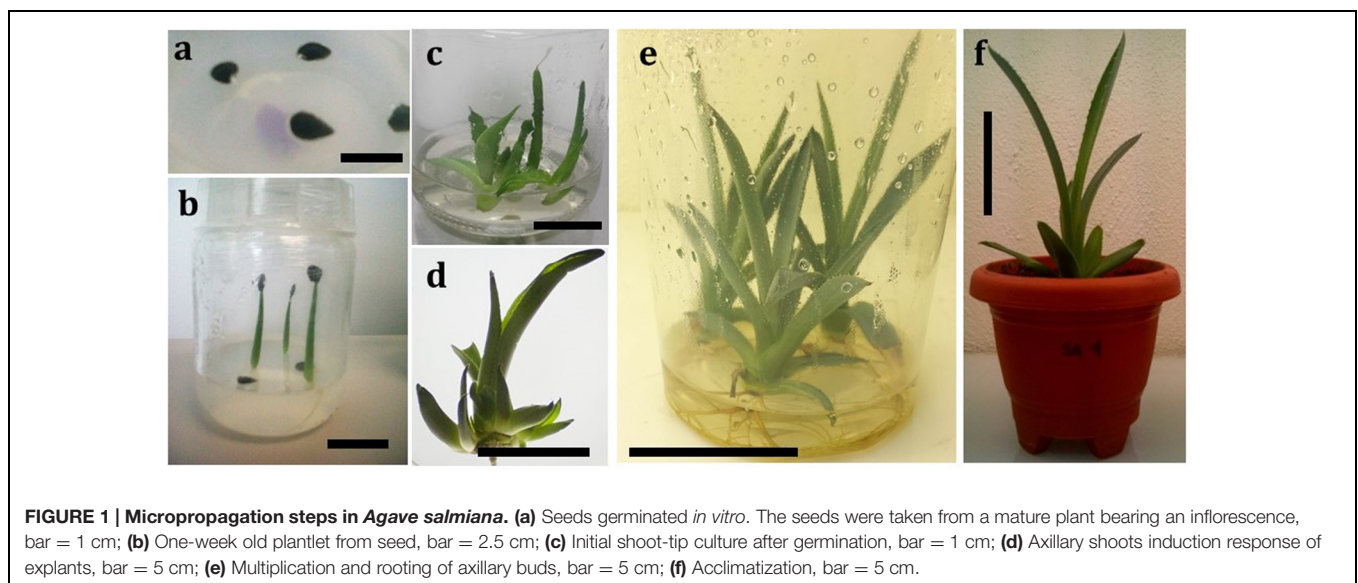 a
b
c
d
e
f
FIGURE 1 | Micropropagation steps in Agave salmiana. (a) Seeds germinated in vitro. The seeds were taken from a mature plant bearing an inflorescence,
bar = 1 cm; (b) One-week old plantlet from seed, bar = 2.5 cm; (c) Initial shoot-tip culture after germination, bar = 1 cm; (d) Axillary shoots induction response of
explants, bar = 5 cm; (e) Multiplication and rooting of axillary buds, bar = 5 cm; (f) Acclimatization, bar = 5 cm.